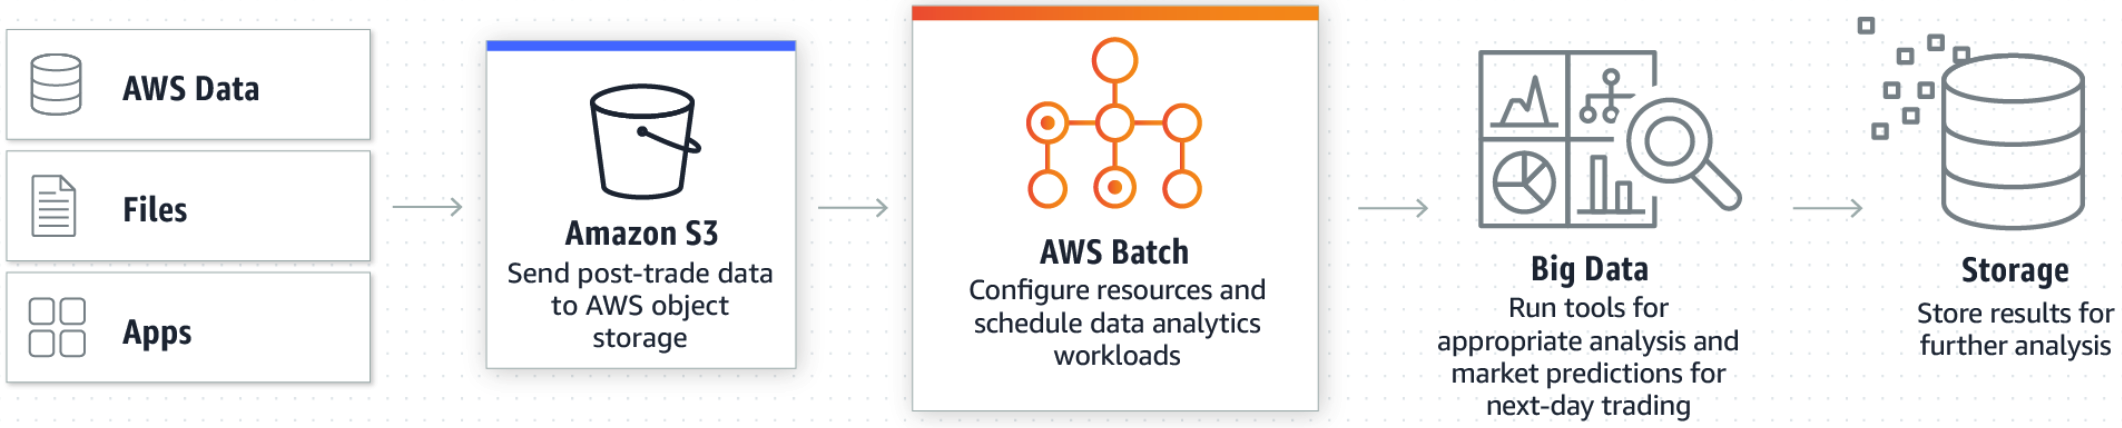 AWS Data
Files
Apps
Amazon S3
Send post-trade data
to AWS object
storage
AWS Batch
Configure resources and
schedule data analytics
workloads
Big Data
Run tools for
appropriate analysis and
market predictions for
next-day trading
Storage
Store results for
further analysis